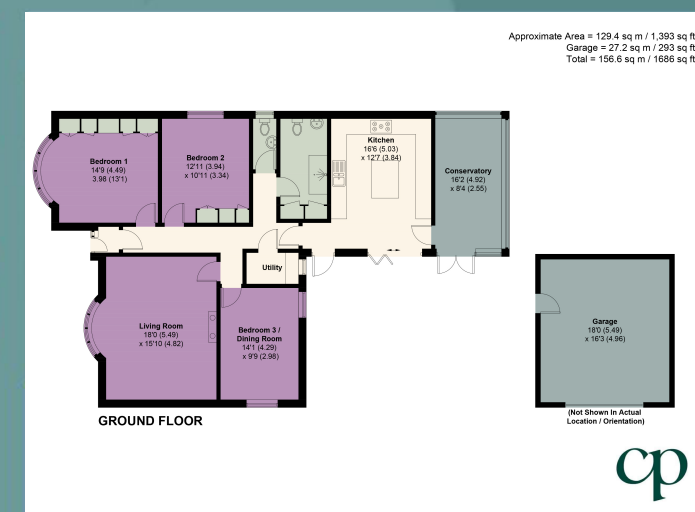 Approximate Area = 129.4 sq m / 1,393 sq ft
Garage = 27.2 sq m / 293 sq ft
Total = 156.6 sq m / 1686 sq ft
Bedroom 1
14'9 (4.49)
3.98 (13'1)
Bedroom 2
12'11 (3.94)
x 10'11 (3.34)
Kitchen
16'6 (5.03)
x 12'7 (3.84)
Conservatory
16'2 (4.92)
x 8'4 (2.55)
Utility
Living Room
18'0 (5.49)
x 15'10 (4.82)
Bedroom 3 /
Dining Room
14'1 (4.29)
x 9'9 (2.98)
Garage
18'0 (5.49)
x 16'3 (4.96)
(Not Shown In Actual
Location / Orientation)
GROUND FLOOR
cp